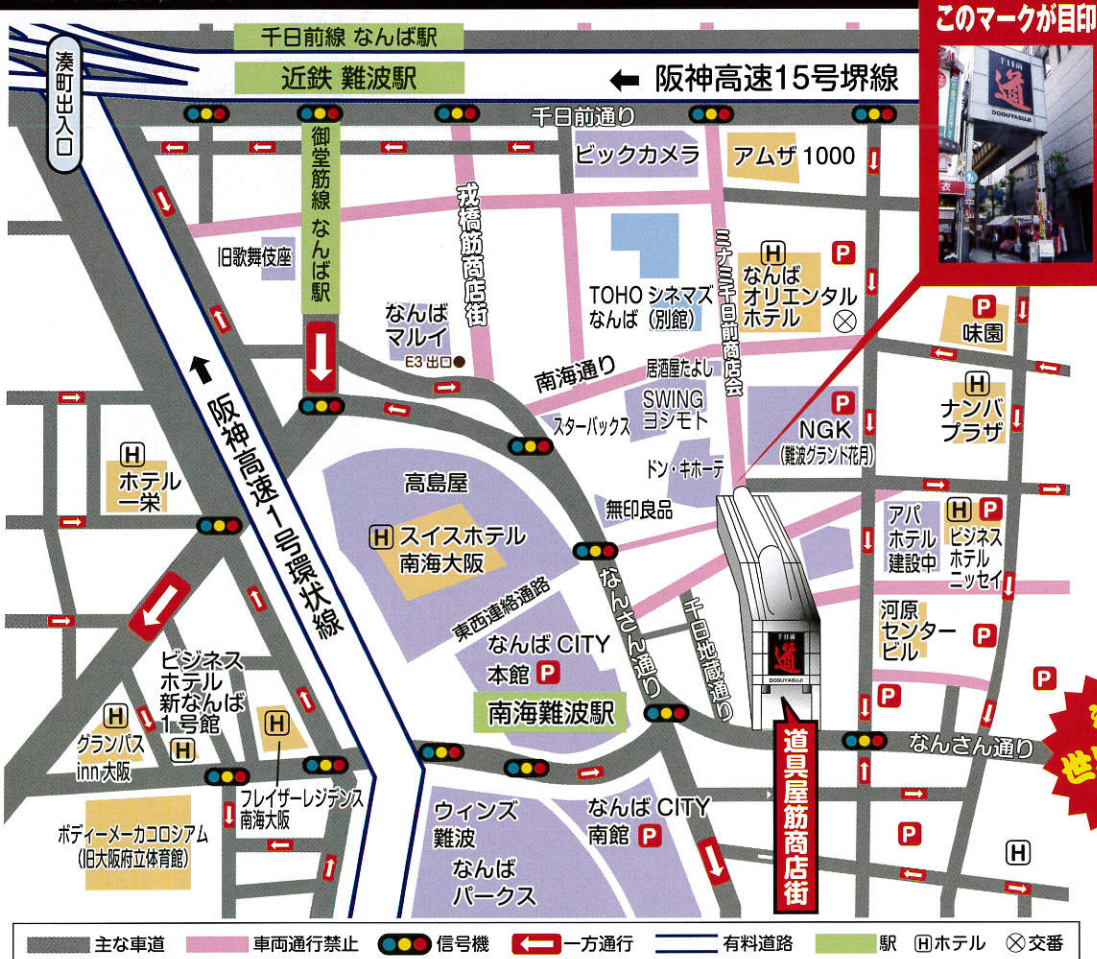 このマークが目印
千日前
道
DOGUYASUJI
千日前線 なんば駅
近鉄 難波駅
湊町出入口
← 阪神高速15号堺線
千日前通り
御堂筋線 なんば駅
戎橋筋商店街
ビックカメラ
アムザ 1000
旧歌舞伎座
なんば
マルイ
E3 出口
TOHO シネマズ
なんば (別館)
ミナミ千日前商店会
H
なんば
オリエンタル
ホテル
P
P
味園
南海通り
居酒屋たよし
SWING
ヨシモト
スターバックス
P
NGK
(難波グランド花月)
H
ナンバ
プラザ
阪神高速1号環状線
H
ホテル
一栄
高島屋
H スイスホテル
南海大阪
ドン・キホーテ
無印良品
アパ
ホテル
建設中
H P
ビジネス
ホテル
ニッセイ
東西連絡通路
なんさん通り
千日地蔵通り
なんば CITY
本館 P
南海難波駅
河原
センター
ビル
P
P
P
千日前
道
DOGUYASUJI
道具屋筋商店街
なんさん通り
ビジネス
ホテル
新なんば
1号館
H
H
グランパス
inn 大阪
H
フレイザーレジデンス
南海大阪
ボディーメーカコロシアム
(旧大阪府立体育館)
ウィンズ
難波
なんば
パークス
なんば CITY
南館 P
P
H
主な車道 車両通行禁止 信号機 一方通行 有料道路 駅 Hホテル ⊗交番